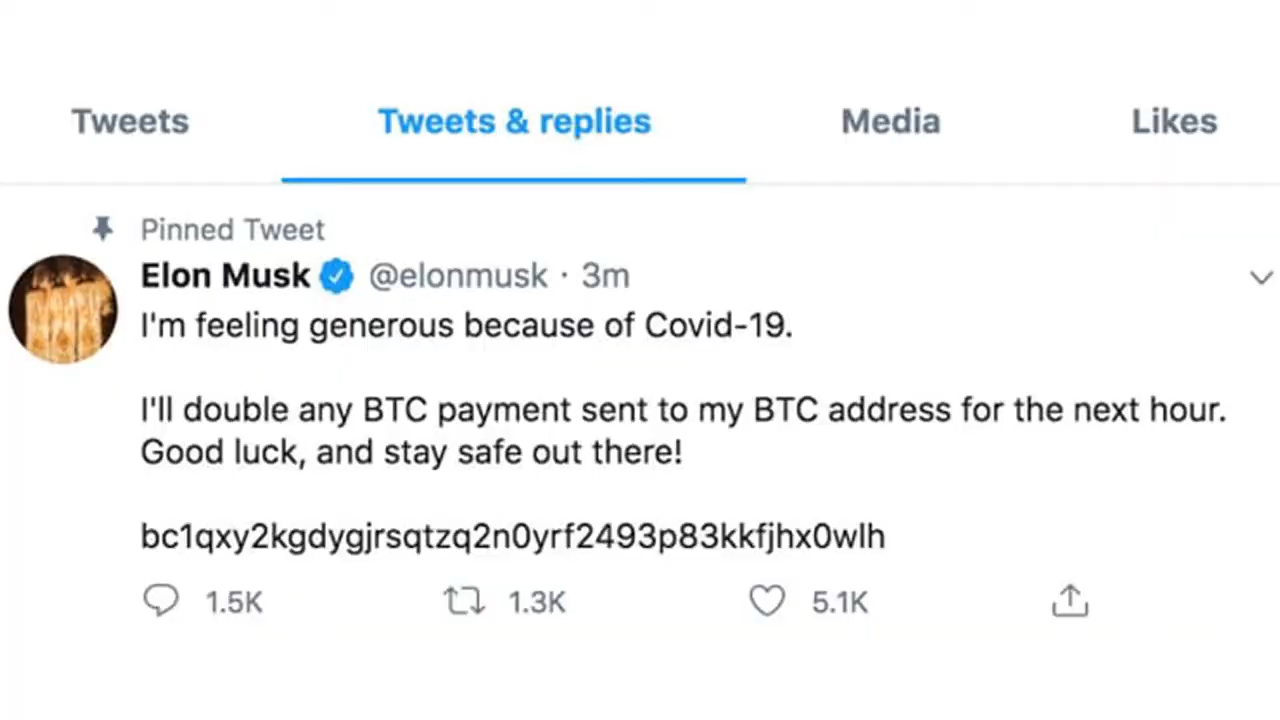 Tweets Tweets & replies Media Likes
Pinned Tweet
Elon Musk @elonmusk · 3m
I'm feeling generous because of Covid-19.
I'll double any BTC payment sent to my BTC address for the next hour.
Good luck, and stay safe out there!
bc1qxy2kgdygjrsqtzq2n0yrf2493p83kkfjhx0wlh
1.5K 1.3K 5.1K